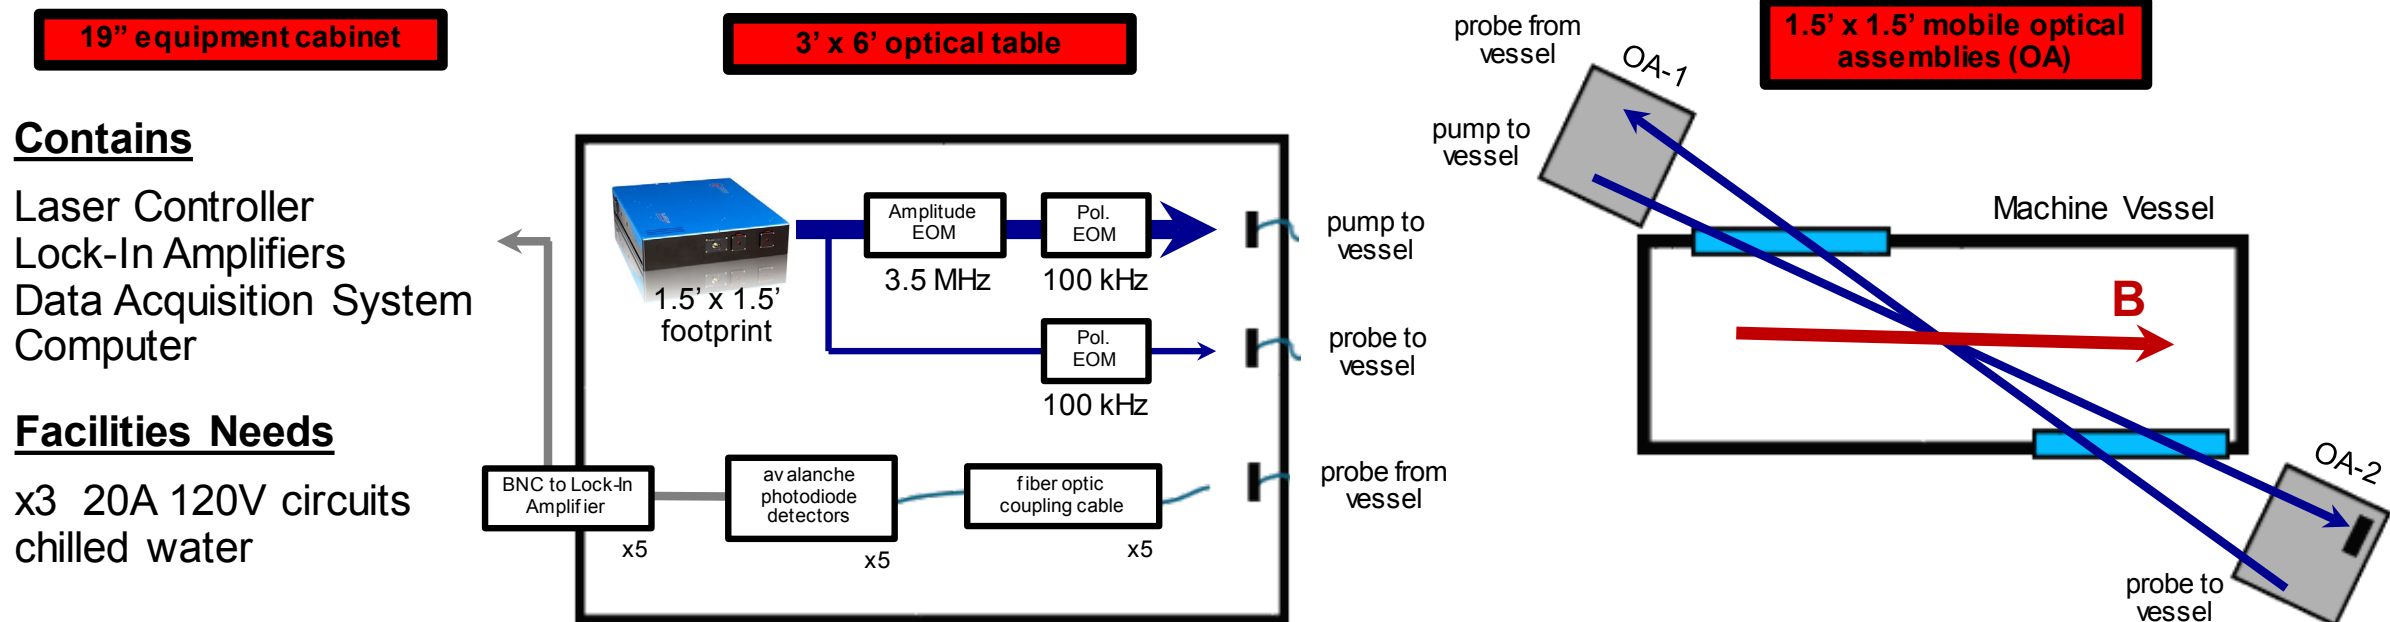 19” equipment cabinet
Contains
Laser Controller
Lock-In Amplifiers
Data Acquisition System
Computer
Facilities Needs
x3 20A 120V circuits
chilled water
3’ x 6’ optical table
1.5’ x 1.5’
footprint
Amplitude
EOM
3.5 MHz
Pol.
EOM
100 kHz
pump to
vessel
Pol.
EOM
100 kHz
probe to
vessel
BNC to Lock-In
Amplifier
x5
avalanche
photodiode
detectors
x5
fiber optic
coupling cable
x5
probe from
vessel
1.5’ x 1.5’ mobile optical
assemblies (OA)
probe from
vessel
OA-1
pump to
vessel
Machine Vessel
B
OA-2
probe to
vessel